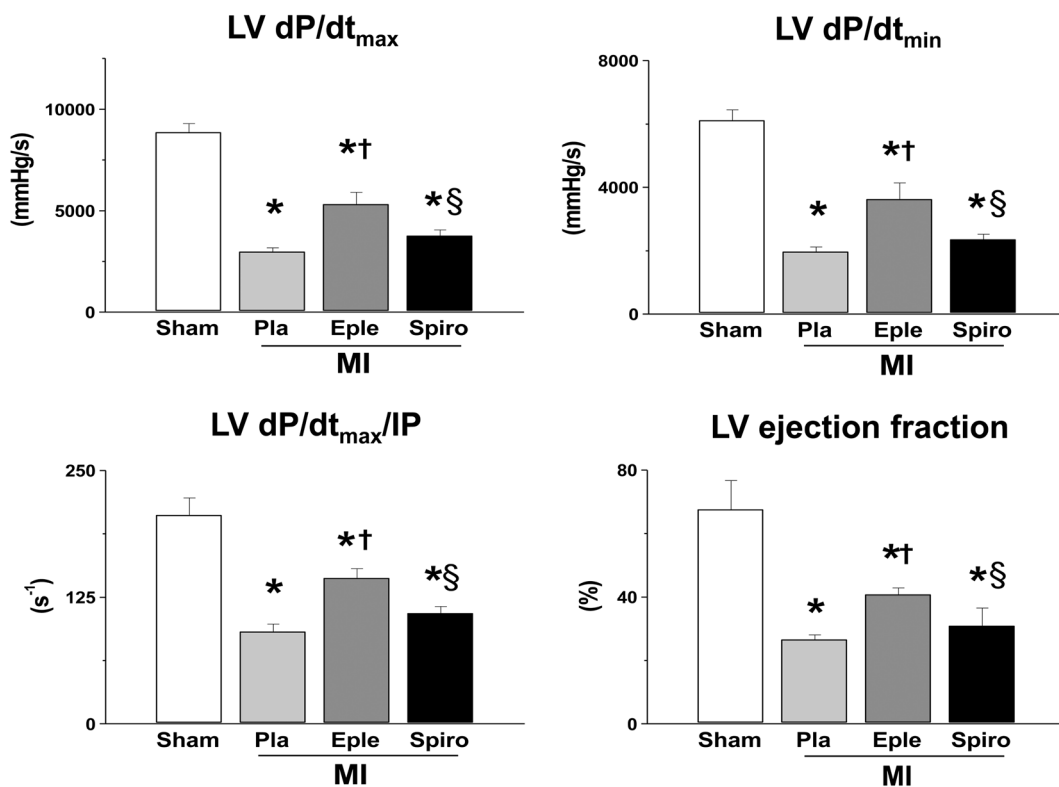 LV dP/dtmax
(mmHg/s)
10000
5000
0
*
*†
*§
Sham Pla Eple Spiro
MI
LV dP/dtmin
(mmHg/s)
8000
4000
0
*
*†
*§
Sham Pla Eple Spiro
MI
LV dP/dtmax/IP
(s-1)
250
125
0
*
*†
*§
Sham Pla Eple Spiro
MI
LV ejection fraction
(%)
80
40
0
*
*†
*§
Sham Pla Eple Spiro
MI